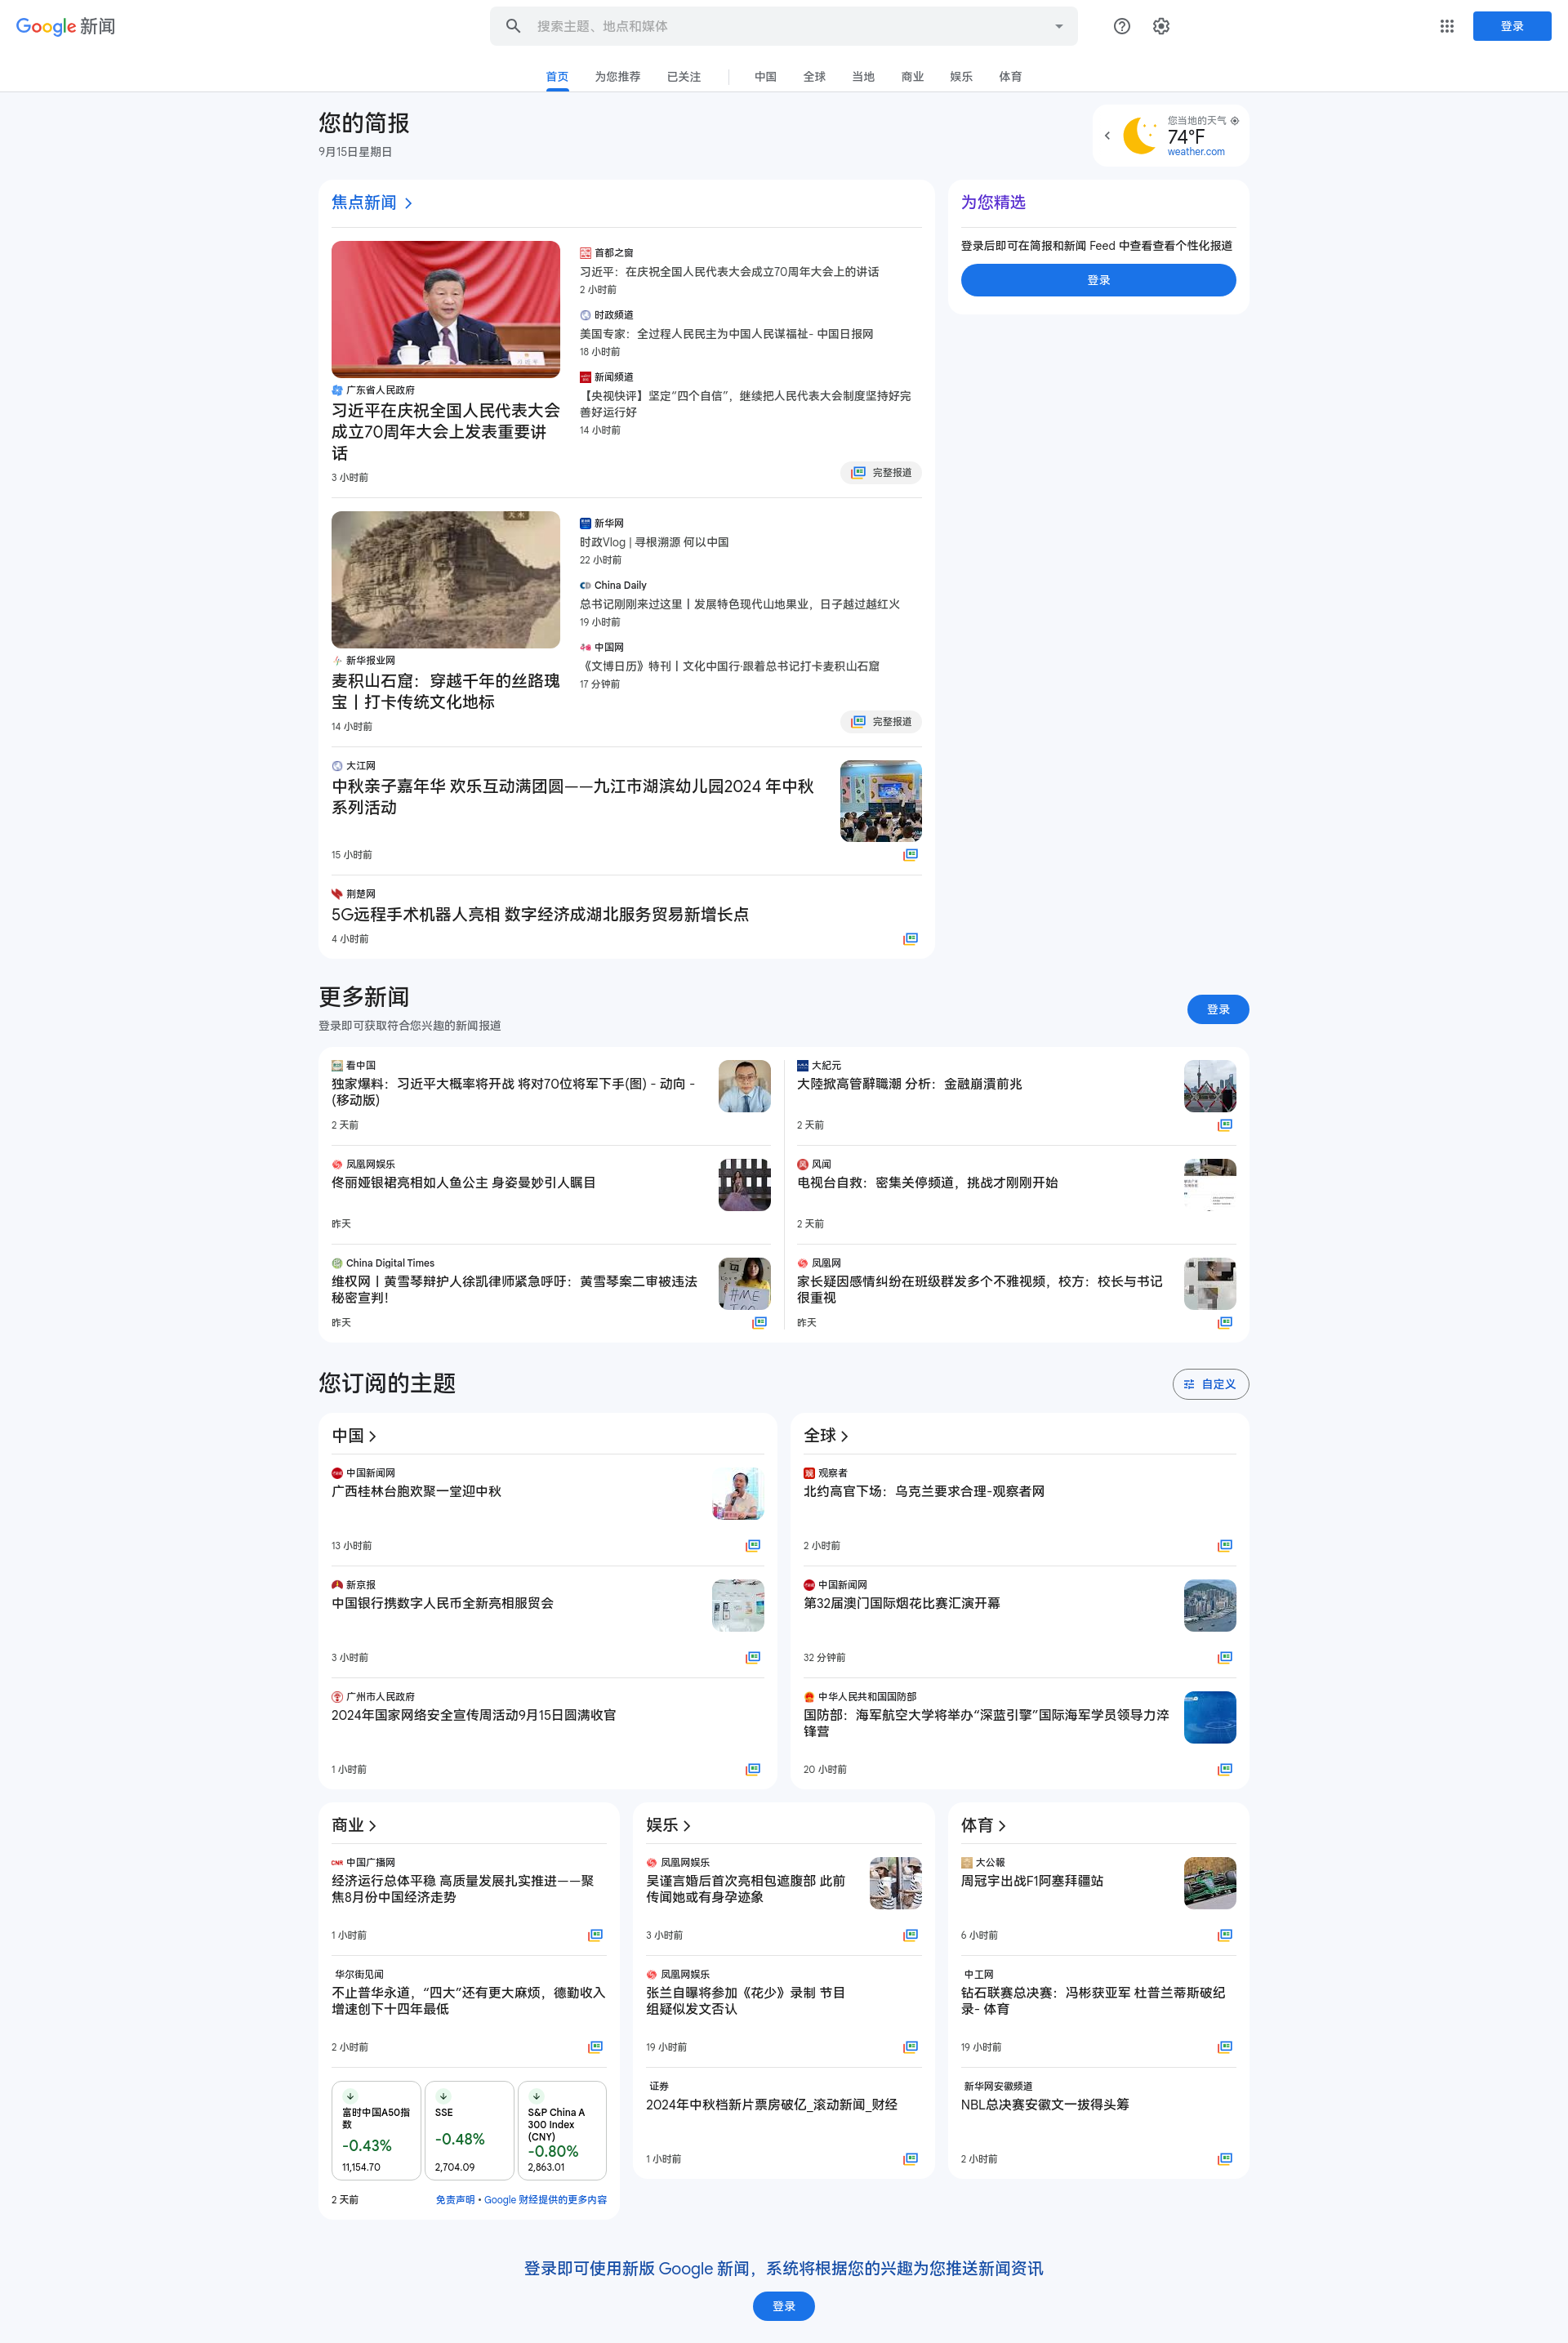 Google 新闻
搜索主题、地点和媒体
登录
首页
为您推荐
已关注
中国
全球
当地
商业
娱乐
体育
您的简报
9月15日星期日
您当地的天气
74°F
weather.com
焦点新闻
广东省人民政府
习近平在庆祝全国人民代表大会
成立70周年大会上发表重要讲
话
3 小时前
首都之窗
习近平：在庆祝全国人民代表大会成立70周年大会上的讲话
2 小时前
时政频道
美国专家：全过程人民民主为中国人民谋福祉- 中国日报网
18 小时前
新闻频道
【央视快评】坚定“四个自信”，继续把人民代表大会制度坚持好完
善好运行好
14 小时前
完整报道
为您精选
登录后即可在简报和新闻 Feed 中查看查看个性化报道
登录
新华报业网
麦积山石窟：穿越千年的丝路瑰
宝丨打卡传统文化地标
14 小时前
新华网
时政Vlog | 寻根溯源 何以中国
22 小时前
China Daily
总书记刚刚来过这里丨发展特色现代山地果业，日子越过越红火
19 小时前
中国网
《文博日历》特刊丨文化中国行·跟着总书记打卡麦积山石窟
17 分钟前
完整报道
大江网
中秋亲子嘉年华 欢乐互动满团圆——九江市湖滨幼儿园2024 年中秋
系列活动
15 小时前
荆楚网
5G远程手术机器人亮相 数字经济成湖北服务贸易新增长点
4 小时前
更多新闻
登录即可获取符合您兴趣的新闻报道
登录
看中国
独家爆料：习近平大概率将开战 将对70位将军下手(图) - 动向 -
(移动版)
2 天前
大紀元
大陸掀高管辭職潮 分析：金融崩潰前兆
2 天前
凤凰网娱乐
佟丽娅银裙亮相如人鱼公主 身姿曼妙引人瞩目
昨天
风闻
电视台自救：密集关停频道，挑战才刚刚开始
2 天前
China Digital Times
维权网丨黄雪琴辩护人徐凯律师紧急呼吁：黄雪琴案二审被违法
秘密宣判！
昨天
#ME
TOO
凤凰网
家长疑因感情纠纷在班级群发多个不雅视频，校方：校长与书记
很重视
昨天
您订阅的主题
自定义
中国
中国新闻网
广西桂林台胞欢聚一堂迎中秋
13 小时前
新京报
中国银行携数字人民币全新亮相服贸会
3 小时前
广州市人民政府
2024年国家网络安全宣传周活动9月15日圆满收官
1 小时前
全球
观察者
北约高官下场：乌克兰要求合理-观察者网
2 小时前
中国新闻网
第32届澳门国际烟花比赛汇演开幕
32 分钟前
中华人民共和国国防部
国防部：海军航空大学将举办“深蓝引擎”国际海军学员领导力淬
锋营
20 小时前
商业
中国广播网
经济运行总体平稳 高质量发展扎实推进——聚
焦8月份中国经济走势
1 小时前
华尔街见闻
不止普华永道，“四大”还有更大麻烦，德勤收入
增速创下十四年最低
2 小时前
富时中国A50指
数
-0.43%
11,154.70
SSE
-0.48%
2,704.09
S&P China A
300 Index
(CNY)
-0.80%
2,863.01
2 天前
免责声明 • Google 财经提供的更多内容
娱乐
凤凰网娱乐
吴谨言婚后首次亮相包遮腹部 此前
传闻她或有身孕迹象
3 小时前
凤凰网娱乐
张兰自曝将参加《花少》录制 节目
组疑似发文否认
19 小时前
证券
2024年中秋档新片票房破亿_滚动新闻_财经
1 小时前
体育
大公報
周冠宇出战F1阿塞拜疆站
6 小时前
中工网
钻石联赛总决赛：冯彬获亚军 杜普兰蒂斯破纪
录- 体育
19 小时前
新华网安徽频道
NBL总决赛安徽文一拔得头筹
2 小时前
登录即可使用新版 Google 新闻，系统将根据您的兴趣为您推送新闻资讯
登录